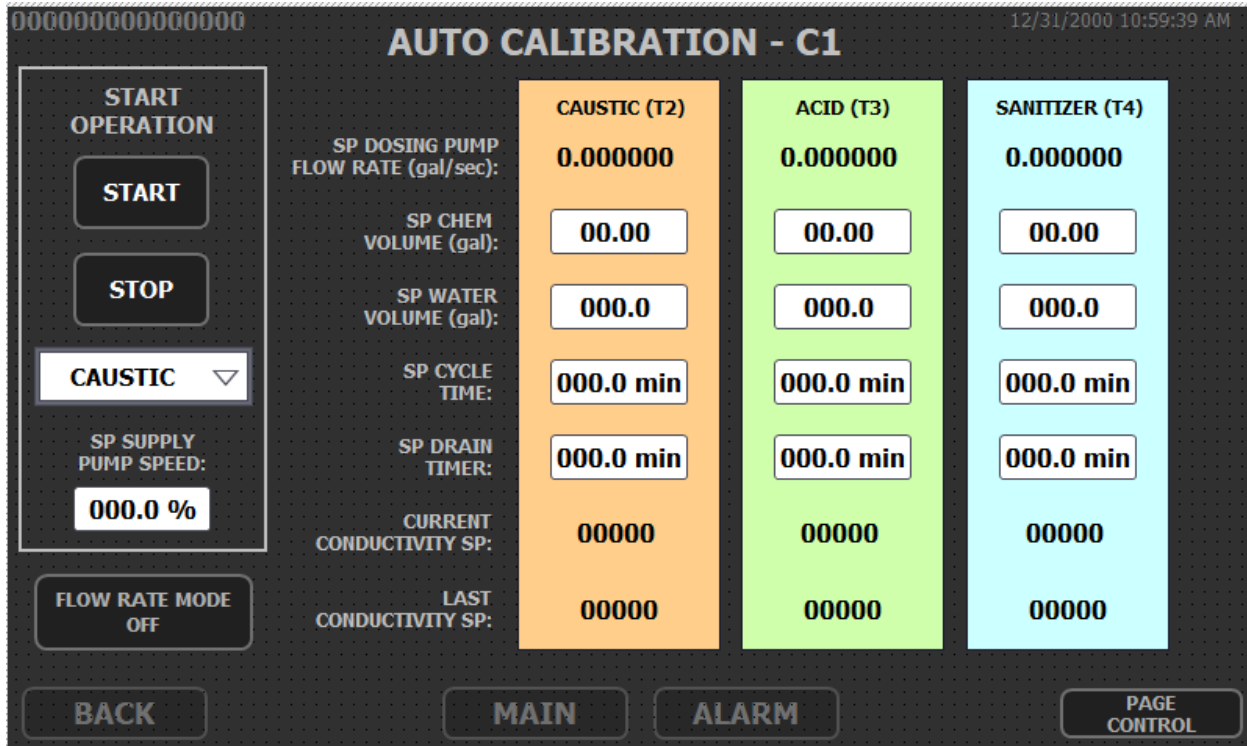 000000000000000
12/31/2000 10:59:39 AM
AUTO CALIBRATION - C1
START
OPERATION
START
STOP
CAUSTIC
SP SUPPLY
PUMP SPEED:
000.0 %
FLOW RATE MODE
OFF
CAUSTIC (T2)
ACID (T3)
SANITIZER (T4)
SP DOSING PUMP
FLOW RATE (gal/sec):
0.000000
0.000000
0.000000
SP CHEM
VOLUME (gal):
00.00
00.00
00.00
SP WATER
VOLUME (gal):
000.0
000.0
000.0
SP CYCLE
TIME:
000.0 min
000.0 min
000.0 min
SP DRAIN
TIMER:
000.0 min
000.0 min
000.0 min
CURRENT
CONDUCTIVITY SP:
00000
00000
00000
LAST
CONDUCTIVITY SP:
00000
00000
00000
BACK
MAIN
ALARM
PAGE
CONTROL